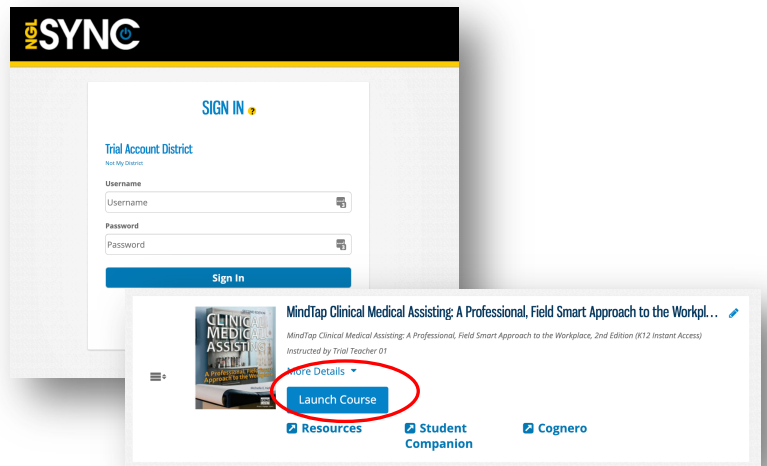 NGL SYNC
SIGN IN ?
Trial Account District
Not My District
Username
Username
Password
Password
Sign In
CLINICAL
MEDICAL
ASSISTING
A Professional, Field Smart
Approach to the Workplace
MindTap Clinical Medical Assisting: A Professional, Field Smart Approach to the Workpl...
MindTap Clinical Medical Assisting: A Professional, Field Smart Approach to the Workplace, 2nd Edition (K12 Instant Access)
Instructed by Trial Teacher 01
More Details
Launch Course
Resources
Student
Companion
Cognero